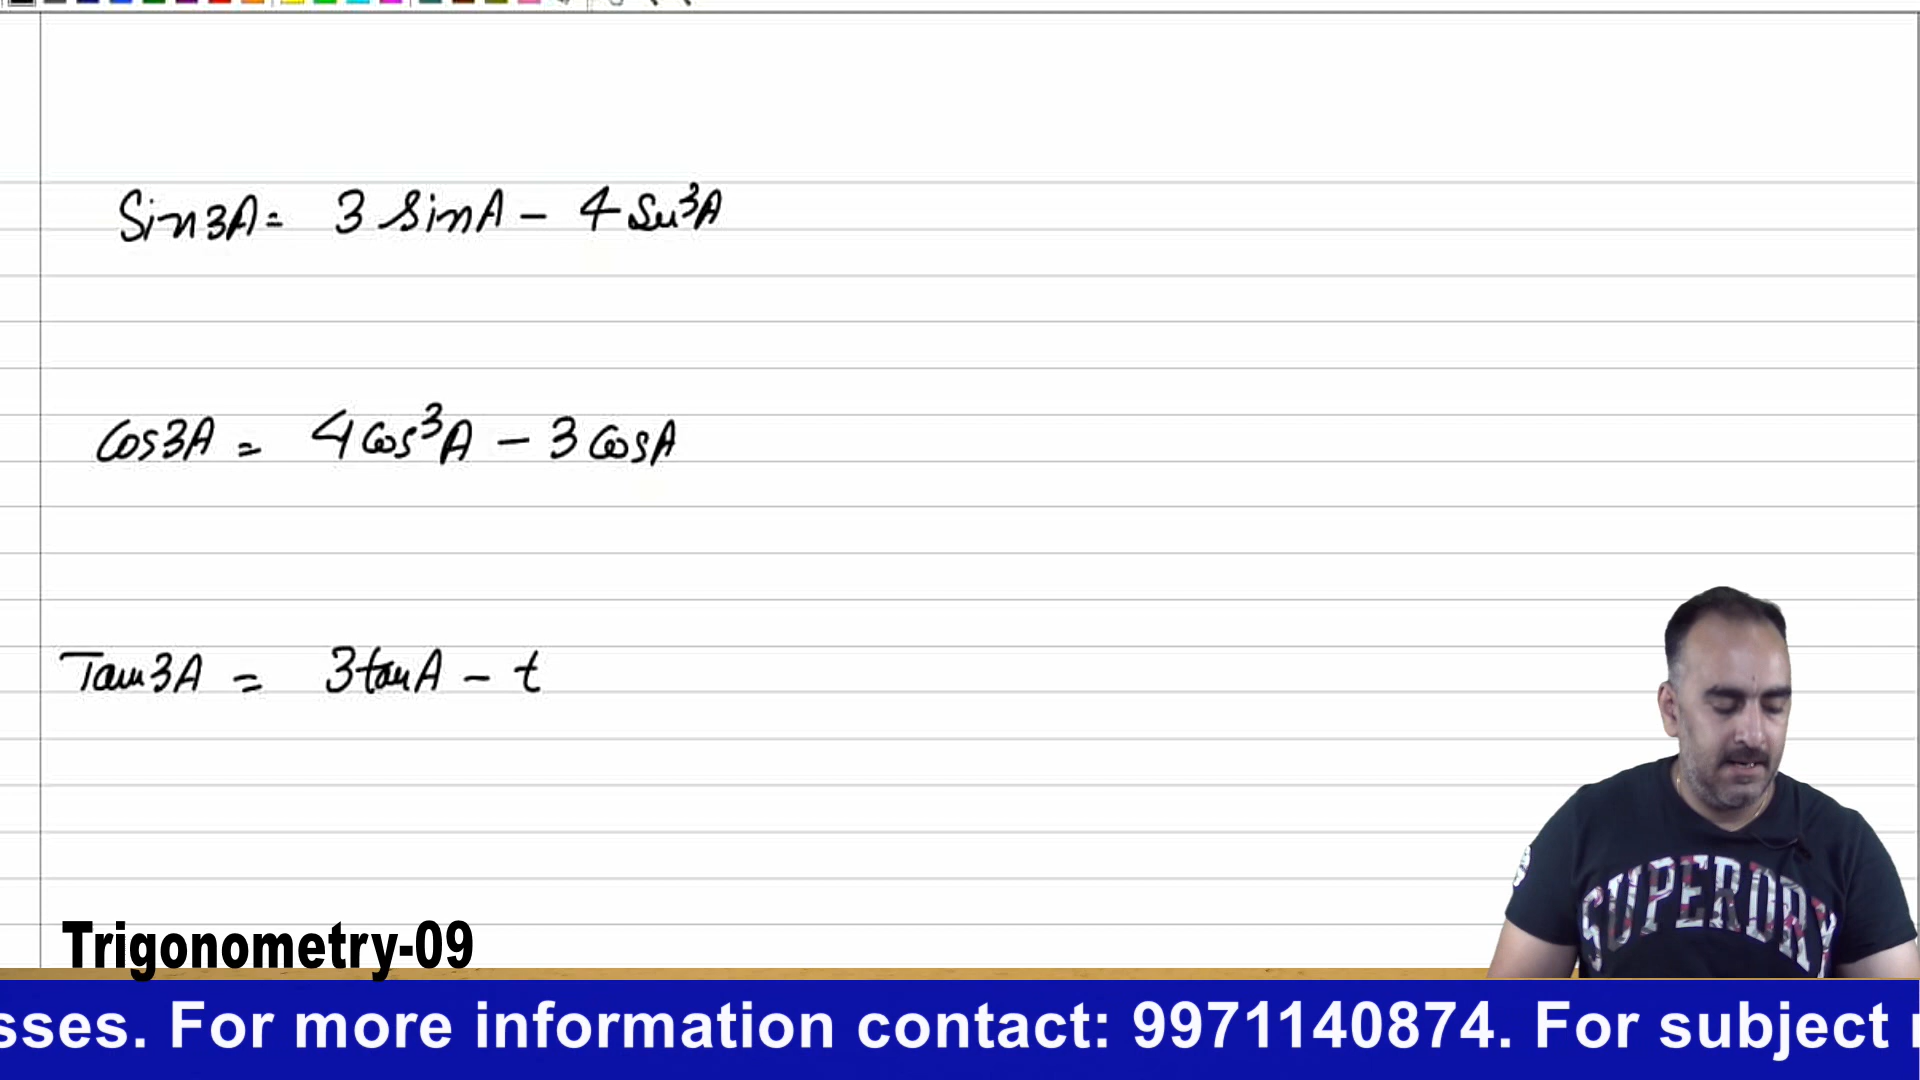 Sin3A = 3 SinA - 4 Sin³A
Cos3A = 4 Cos³A - 3 CosA
Tan3A = 3tanA - t
SUPERDRY
Trigonometry-09
sses. For more information contact: 9971140874. For subject